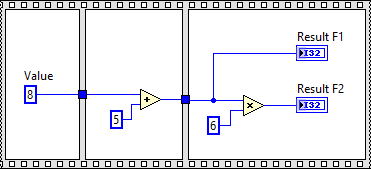 Result F1
I32
Value
8
5
+
6
×
Result F2
I32